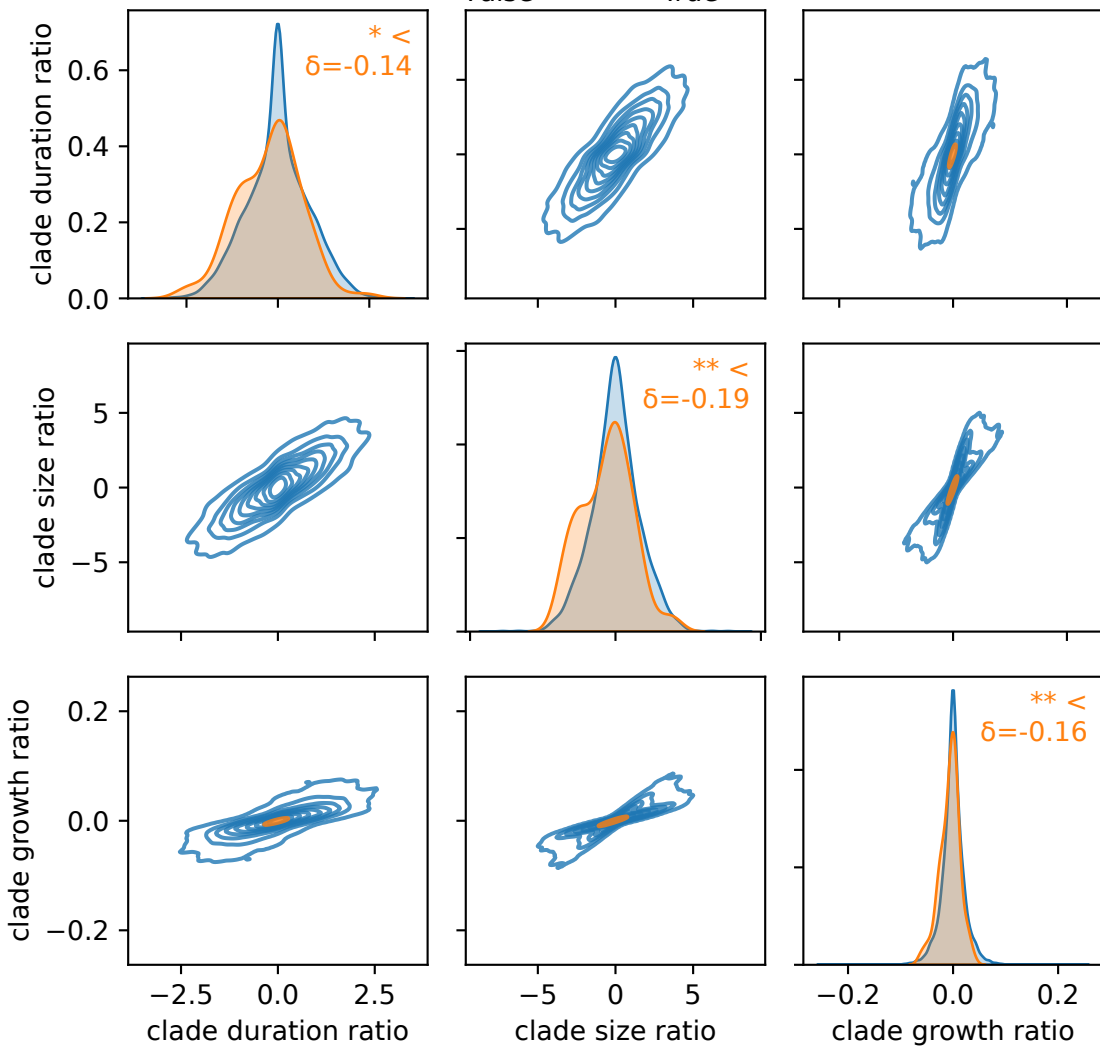 False True
clade duration ratio
0.6
0.4
0.2
0.0
* <
δ=-0.14
clade size ratio
5
0
−5
** <
δ=-0.19
clade growth ratio
0.2
0.0
−0.2
** <
δ=-0.16
−2.5 0.0 2.5
−5 0 5
−0.2 0.0 0.2
clade duration ratio
clade size ratio
clade growth ratio